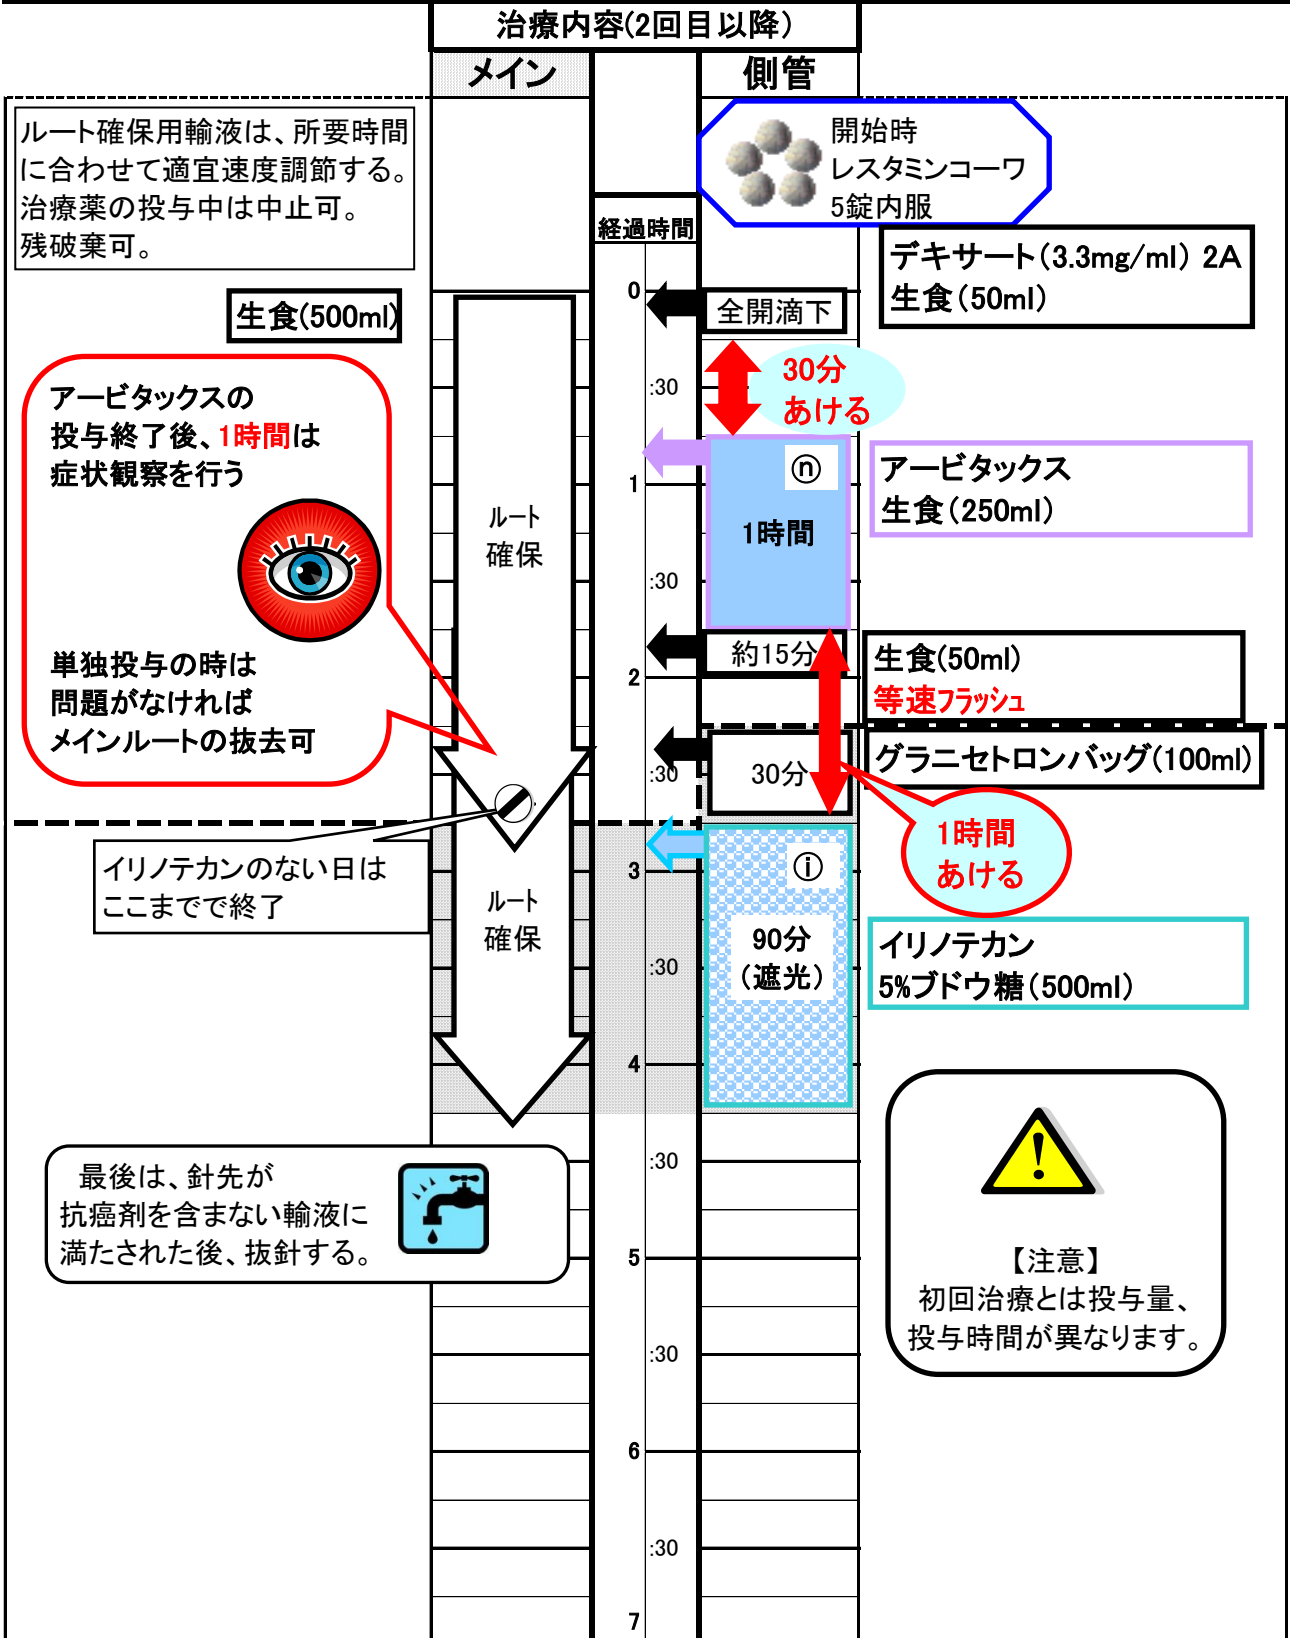 治療内容(2回目以降)
メイン
側管
ルート確保用輸液は、所要時間
に合わせて適宜速度調節する。
治療薬の投与中は中止可。
残破棄可。
開始時
レスタミンコーワ
5錠内服
経過時間
デキサート(3.3mg/ml) 2A
生食(50ml)
生食(500ml)
0
全開滴下
:30
30分
あける
アービタックスの
投与終了後、1時間は
症状観察を行う
単独投与の時は
問題がなければ
メインルートの抜去可
ルート
確保
1
ⓝ
1時間
アービタックス
生食(250ml)
:30
約15分
2
生食(50ml)
等速フラッシュ
:30
30分
グラニセトロンバッグ(100ml)
1時間
あける
イリノテカンのない日は
ここまでで終了
3
ⓘ
ルート
確保
90分
(遮光)
:30
イリノテカン
5%ブドウ糖(500ml)
4
:30
最後は、針先が
抗癌剤を含まない輸液に
満たされた後、抜針する。
5
【注意】
初回治療とは投与量、
投与時間が異なります。
:30
6
:30
7